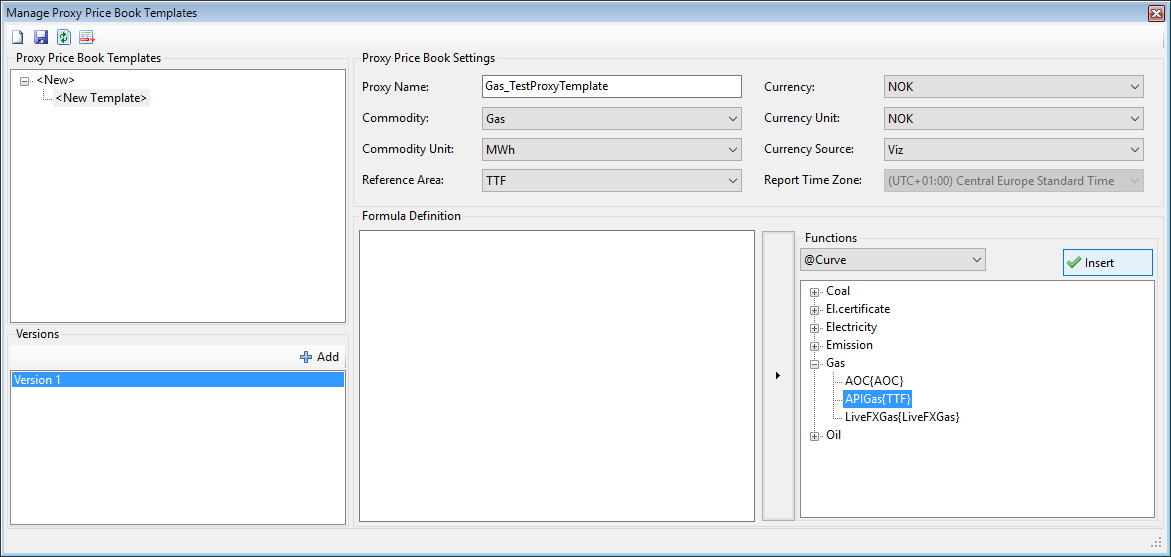 Manage Proxy Price Book Templates
Proxy Price Book Templates
<New>
<New Template>
Versions
Add
Version 1
Proxy Price Book Settings
Proxy Name: Gas_TestProxyTemplate Currency: NOK
Commodity: Gas Currency Unit: NOK
Commodity Unit: MWh Currency Source: Viz
Reference Area: TTF Report Time Zone: (UTC+01:00) Central Europe Standard Time
Formula Definition
Functions
@Curve Insert
Coal
El.certificate
Electricity
Emission
Gas
AOC{AOC}
APIGas{TTF}
LiveFXGas{LiveFXGas}
Oil